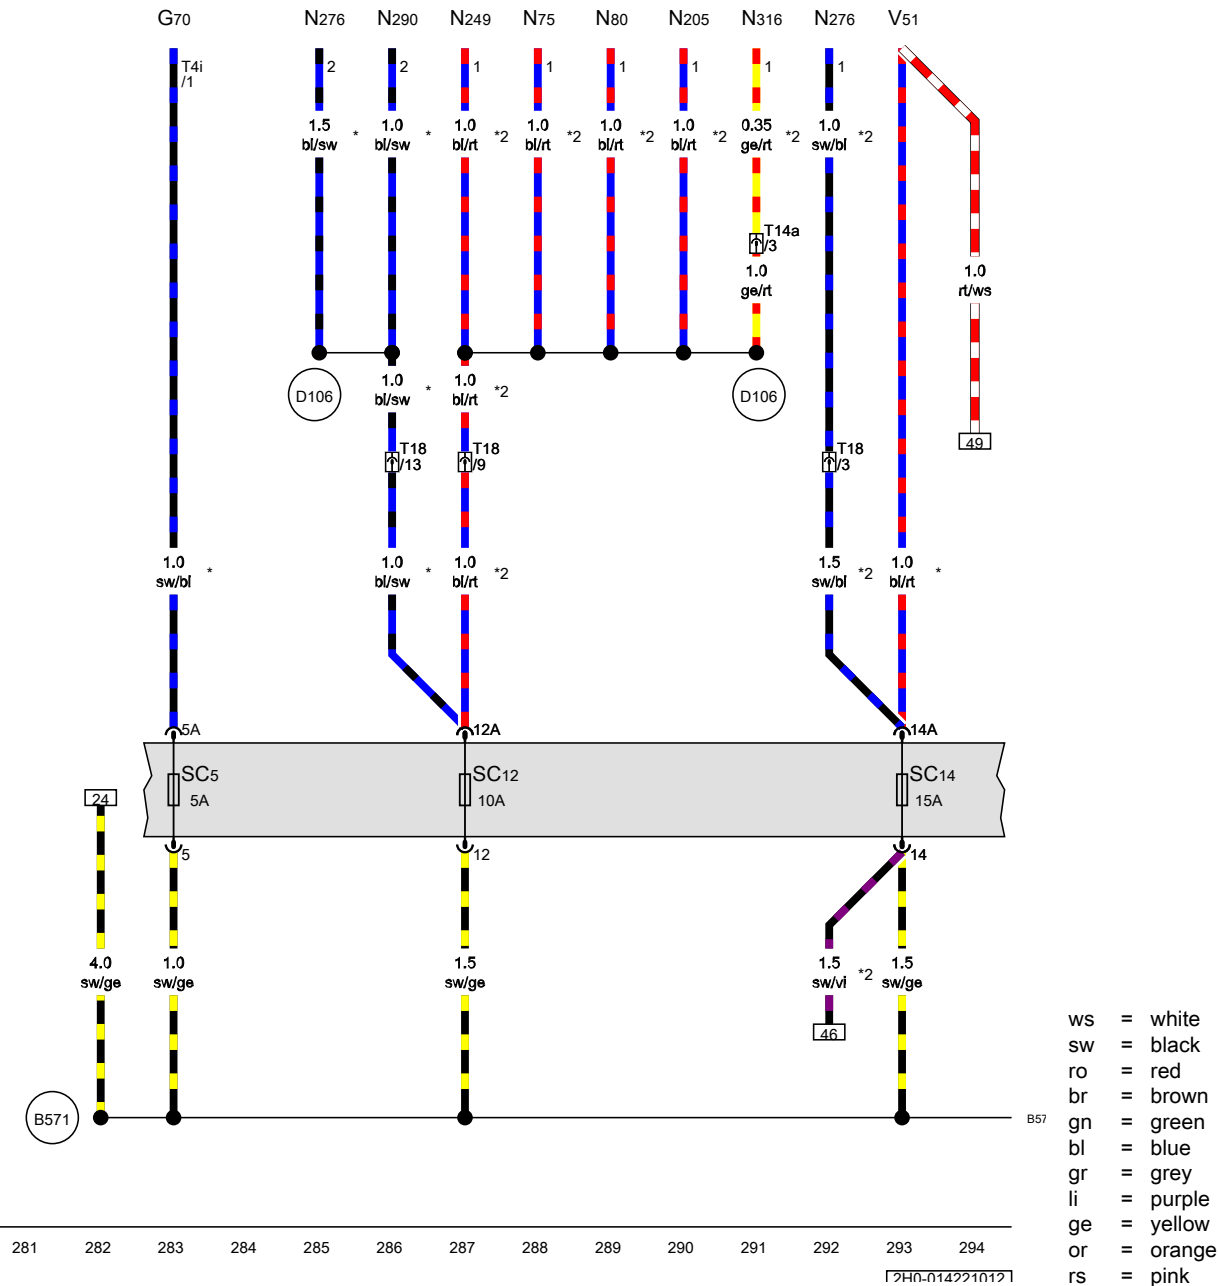 G70 N276 N290 N249 N75 N80 N205 N316 N276 V51
T4i
/1
2 2 1 1 1 1 1 1
1.5 1.0 1.0 1.0 1.0 1.0 0.35 1.0
bl/sw * bl/sw * bl/rt *2 bl/rt *2 bl/rt *2 bl/rt *2 ge/rt *2 sw/bl *2
T14a
/3
1.0 1.0
ge/rt rt/ws
D106 D106
1.0 1.0
bl/sw * bl/rt *2
49
T18 T18 T18
/13 /9 /3
1.0 1.0 1.0 1.5 1.0
sw/bl * bl/sw * bl/rt *2 sw/bl *2 bl/rt *
5A 12A 14A
SC5 SC12 SC14
5A 10A 15A
24
5 12 14
4.0 1.0 1.5 1.5 1.5
sw/ge sw/ge sw/ge sw/vi *2 sw/ge
46
B571
B57
ws = white
sw = black
ro = red
br = brown
gn = green
bl = blue
gr = grey
li = purple
ge = yellow
or = orange
rs = pink
281 282 283 284 285 286 287 288 289 290 291 292 293 294
2H0-014221012